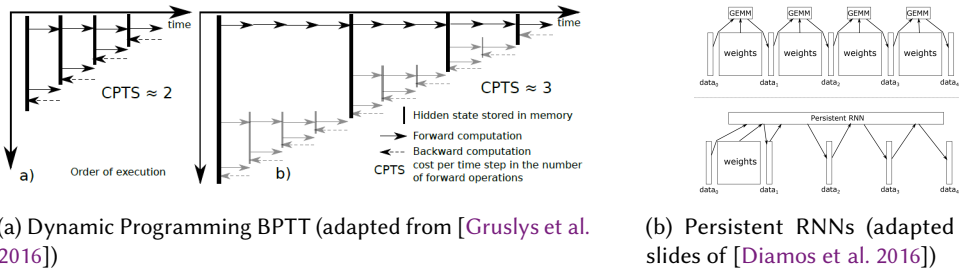 time
time
CPTS ≈ 2
CPTS ≈ 3
Hidden state stored in memory
Forward computation
Backward computation
CPTS cost per time step in the number
of forward operations
a)
Order of execution
b)
GEMM GEMM GEMM GEMM
weights weights weights weights
data₀ data₁ data₂ data₃ data₄
Persistent RNN
weights
data₀ data₁ data₂ data₃ data₄
(a) Dynamic Programming BPTT (adapted from [Gruslys et al.
2016])
(b) Persistent RNNs (adapted
slides of [Diamos et al. 2016])